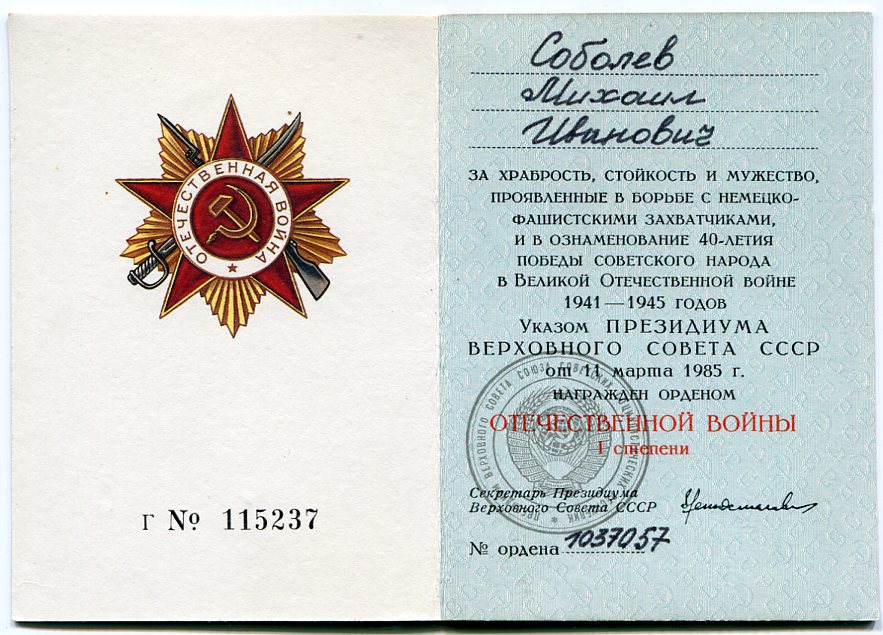 ОТЕЧЕСТВЕННАЯ ВОЙНА
Г № 115237
Соболев
Михаил
Иванович
ЗА ХРАБРОСТЬ, СТОЙКОСТЬ И МУЖЕСТВО,
ПРОЯВЛЕННЫЕ В БОРЬБЕ С НЕМЕЦКО-
ФАШИСТСКИМИ ЗАХВАТЧИКАМИ,
И В ОЗНАМЕНОВАНИЕ 40-ЛЕТИЯ
ПОБЕДЫ СОВЕТСКОГО НАРОДА
В ВЕЛИКОЙ ОТЕЧЕСТВЕННОЙ ВОЙНЕ
1941—1945 ГОДОВ
УКАЗОМ ПРЕЗИДИУМА
ВЕРХОВНОГО СОВЕТА СССР
от 11 марта 1985 г.
НАГРАЖДЕН ОРДЕНОМ
ОТЕЧЕСТВЕННОЙ ВОЙНЫ
I степени
Секретарь Президиума
Верховного Совета СССР
№ ордена 1037057